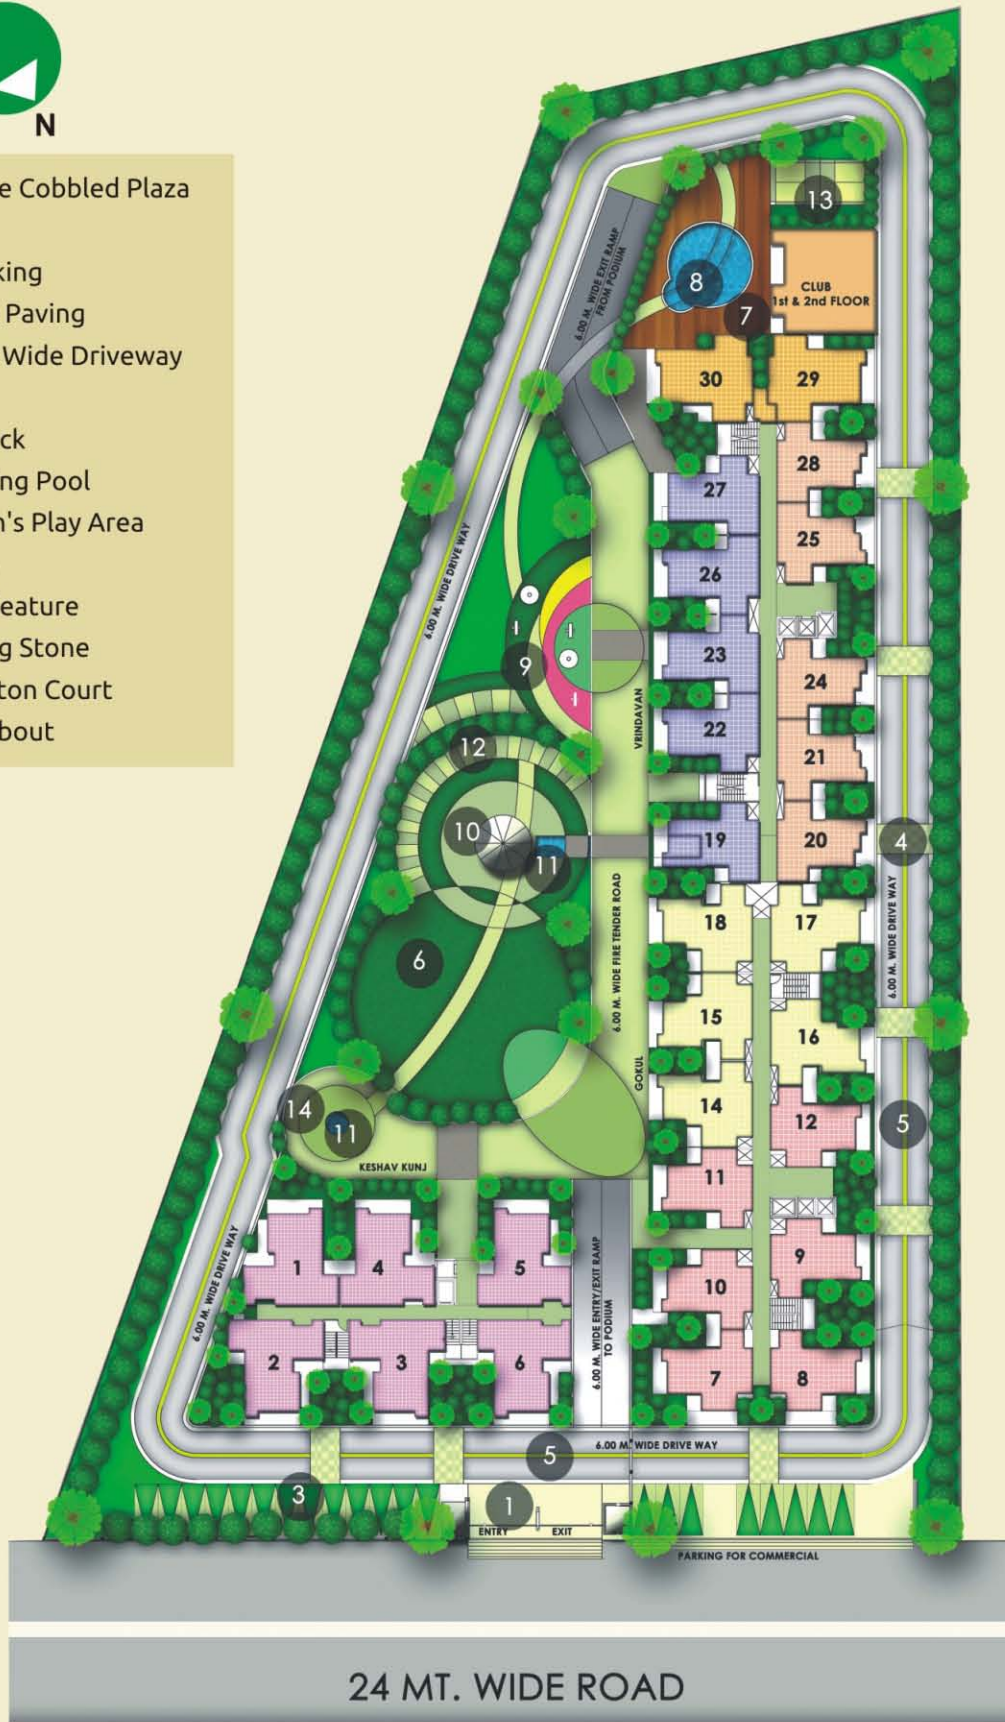 N
e Cobbled Plaza
king
Paving
Wide Driveway
ck
ng Pool
n's Play Area
eature
g Stone
ton Court
bout
13
6.00 M. WIDE EXIT RAMP
FROM PODIUM
8
7
CLUB
1st & 2nd FLOOR
30
29
28
27
25
26
6.00 M. WIDE DRIVE WAY
9
23
24
VRINDAVAN
22
21
12
10
11
19
20
4
18
17
6
6.00 M. WIDE FIRE TENDER ROAD
6.00 M. WIDE DRIVE WAY
15
16
GOKUL
14
12
5
14
11
KESHAV KUNJ
11
6.00 M. WIDE DRIVE WAY
1
4
5
9
10
6.00 M. WIDE ENTRY/EXIT RAMP
TO PODIUM
2
3
6
7
8
5
6.00 M. WIDE DRIVE WAY
3
1
ENTRY
EXIT
PARKING FOR COMMERCIAL
24 MT. WIDE ROAD